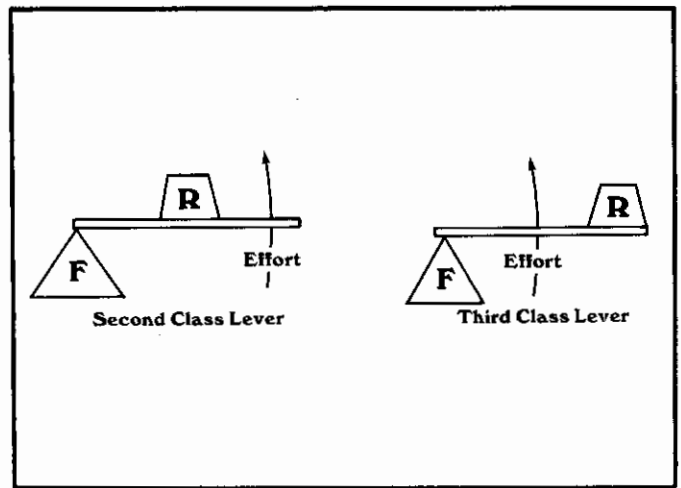 R
F
Effort
Second Class Lever
R
F
Effort
Third Class Lever